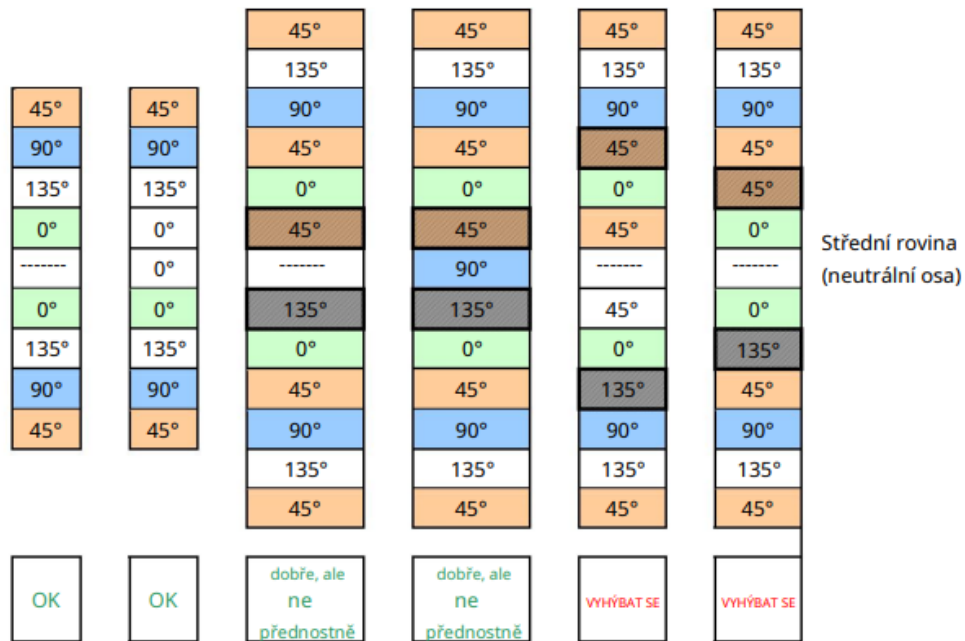 45° 45° 45° 45°
135° 135° 135° 135°
45° 45° 90° 90° 90° 90°
90° 90° 45° 45° 45° 45°
135° 135° 0° 0° 0° 45°
0° 0° 45° 45° 45° 0°
------- 0° ------- 90° ------- -------
0° 0° 135° 135° 45° 0°
135° 135° 0° 0° 0° 135°
90° 90° 45° 45° 135° 45°
45° 45° 90° 90° 90° 90°
135° 135° 135° 135°
45° 45° 45° 45°
Střední rovina
(neutrální osa)
OK
OK
dobře, ale
ne
přednostně
dobře, ale
ne
přednostně
VYHÝBAT SE
VYHÝBAT SE